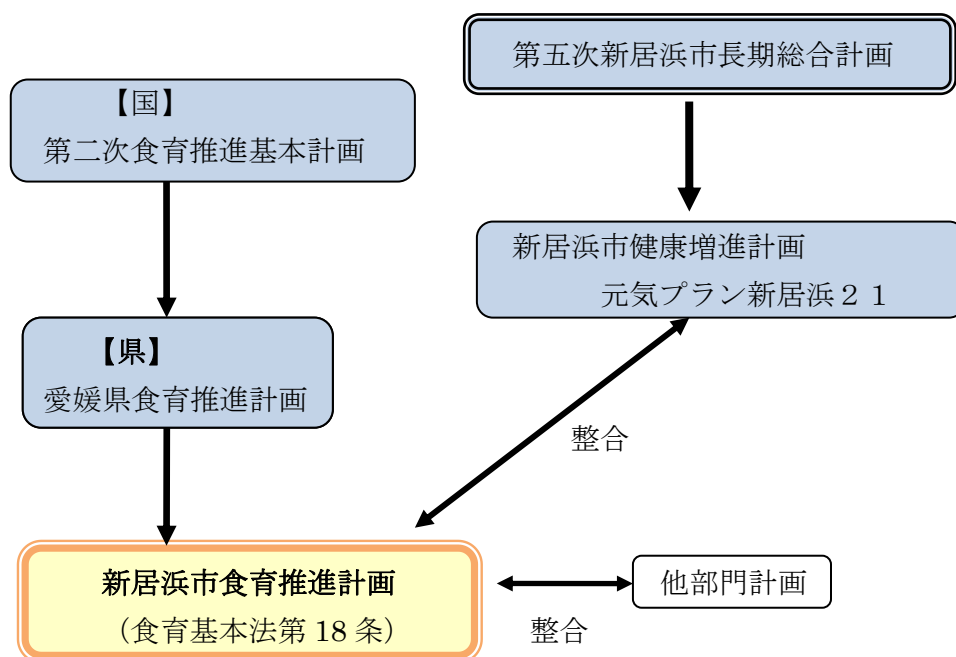 第五次新居浜市長期総合計画
【国】
第二次食育推進基本計画
新居浜市健康増進計画
元気プラン新居浜２１
【県】
愛媛県食育推進計画
整合
新居浜市食育推進計画
（食育基本法第 18 条）
他部門計画
整合